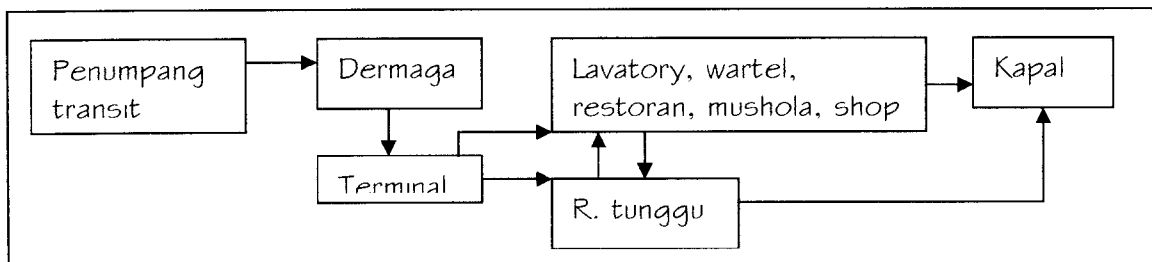 Penumpang
transit
Dermaga
Terminal
Lavatory, wartel,
restoran, mushola, shop
R. tunggu
Kapal